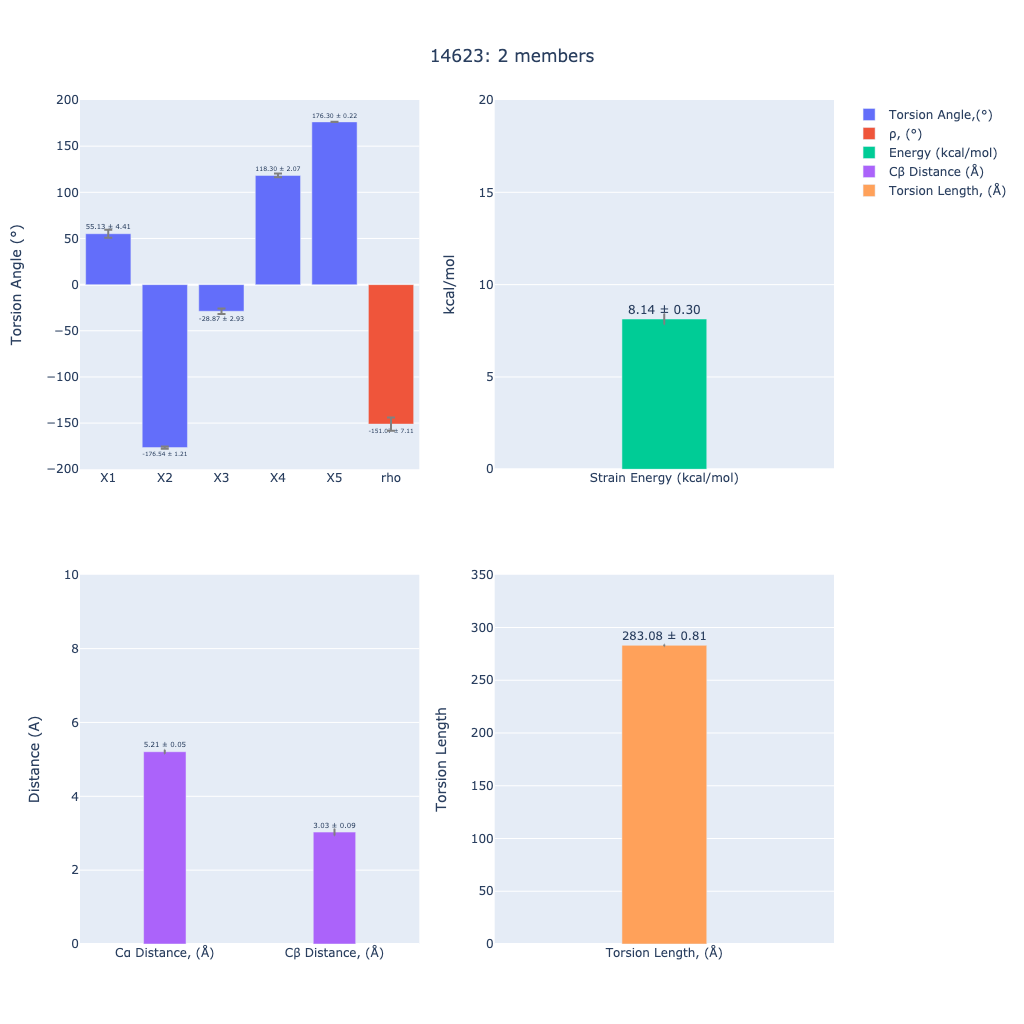 14623: 2 members
Torsion Angle (°)
200
150
100
50
0
−50
−100
−150
−200
55.13 ± 4.41
-176.54 ± 1.21
-28.87 ± 2.93
118.30 ± 2.07
176.30 ± 0.22
± 7.11
X1 X2 X3 X4 X5 rho
kcal/mol
20
15
10
5
0
8.14 ± 0.30
Strain Energy (kcal/mol)
Torsion Angle,(°)
ρ, (°)
Energy (kcal/mol)
Cβ Distance (Å)
Torsion Length, (Å)
Distance (A)
10
8
6
4
2
0
5.21 ± 0.05
3.03 ± 0.09
Cα Distance, (Å) Cβ Distance, (Å)
Torsion Length
350
300
250
200
150
100
50
0
283.08 ± 0.81
Torsion Length, (Å)